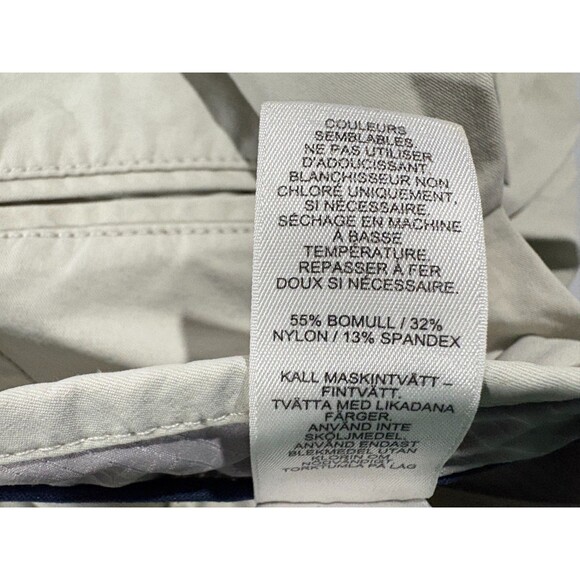 COULEURS
SEMBLABLES.
NE PAS UTILISER
D'ADOUCISSANT.
BLANCHISSEUR NON
CHLORÉ UNIQUEMENT,
SI NÉCESSAIRE.
SÉCHAGE EN MACHINE
À BASSE
TEMPÉRATURE.
REPASSER À FER
DOUX SI NÉCESSAIRE.
55% BOMULL / 32%
NYLON / 13% SPANDEX
KALL MASKINTVÄTT –
FINTVÄTT.
TVÄTTA MED LIKADANA
FÄRGER.
ANVÄND INTE
SKÖLJMEDEL.
ANVÄND ENDAST
BLEKMEDEL UTAN
KLORIN OM
NÖDVÄNDIGT.
TORKTUMLA PÅ LÅG